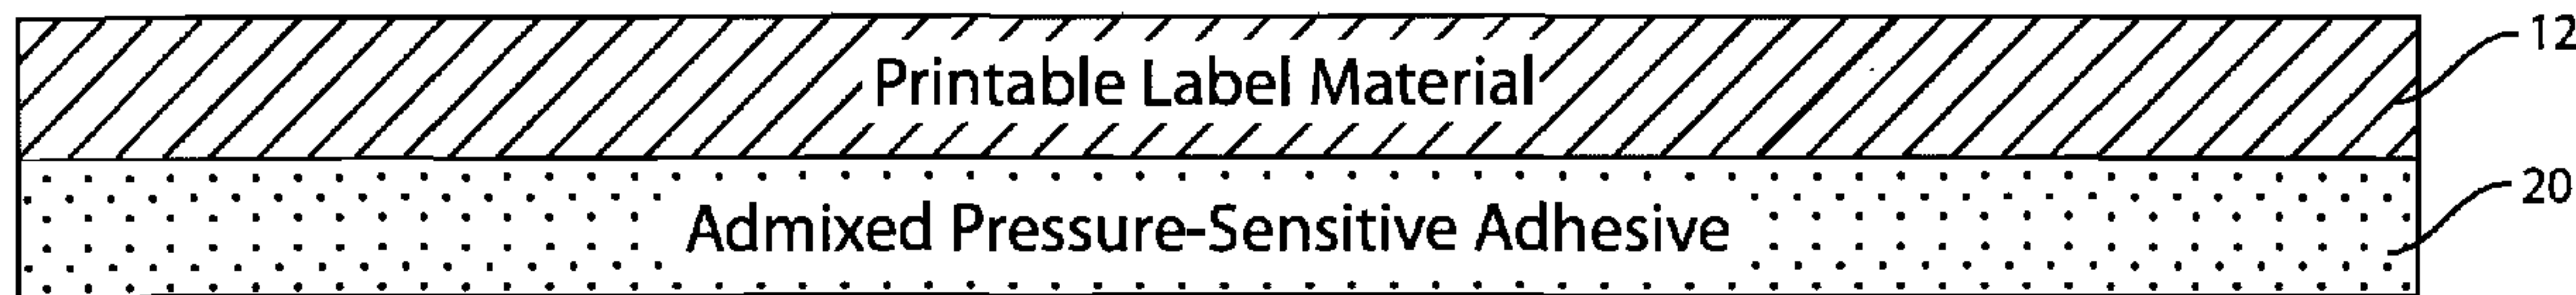 Printable Label Material
12
Admixed Pressure-Sensitive Adhesive
20